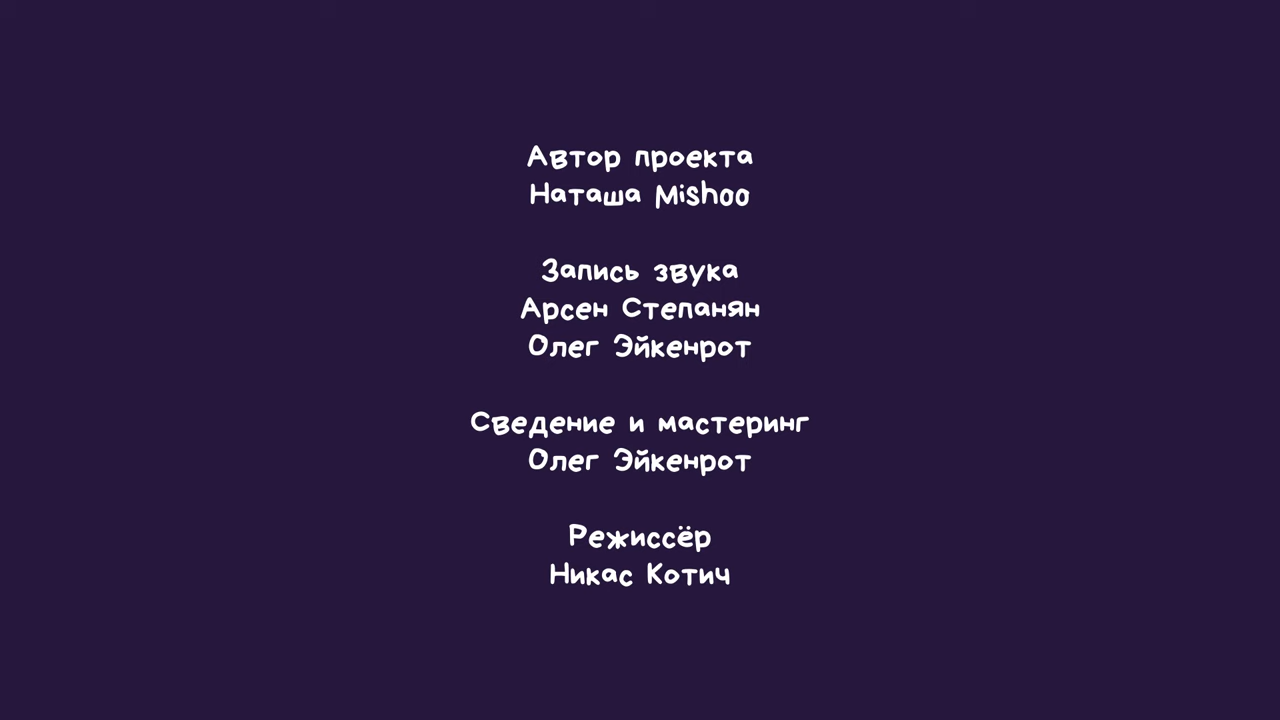 Автор проекта
Наташа Mishoo
Запись звука
Арсен Степанян
Олег Эйкенрот
Сведение и мастеринг
Олег Эйкенрот
Режиссёр
Никас Котич